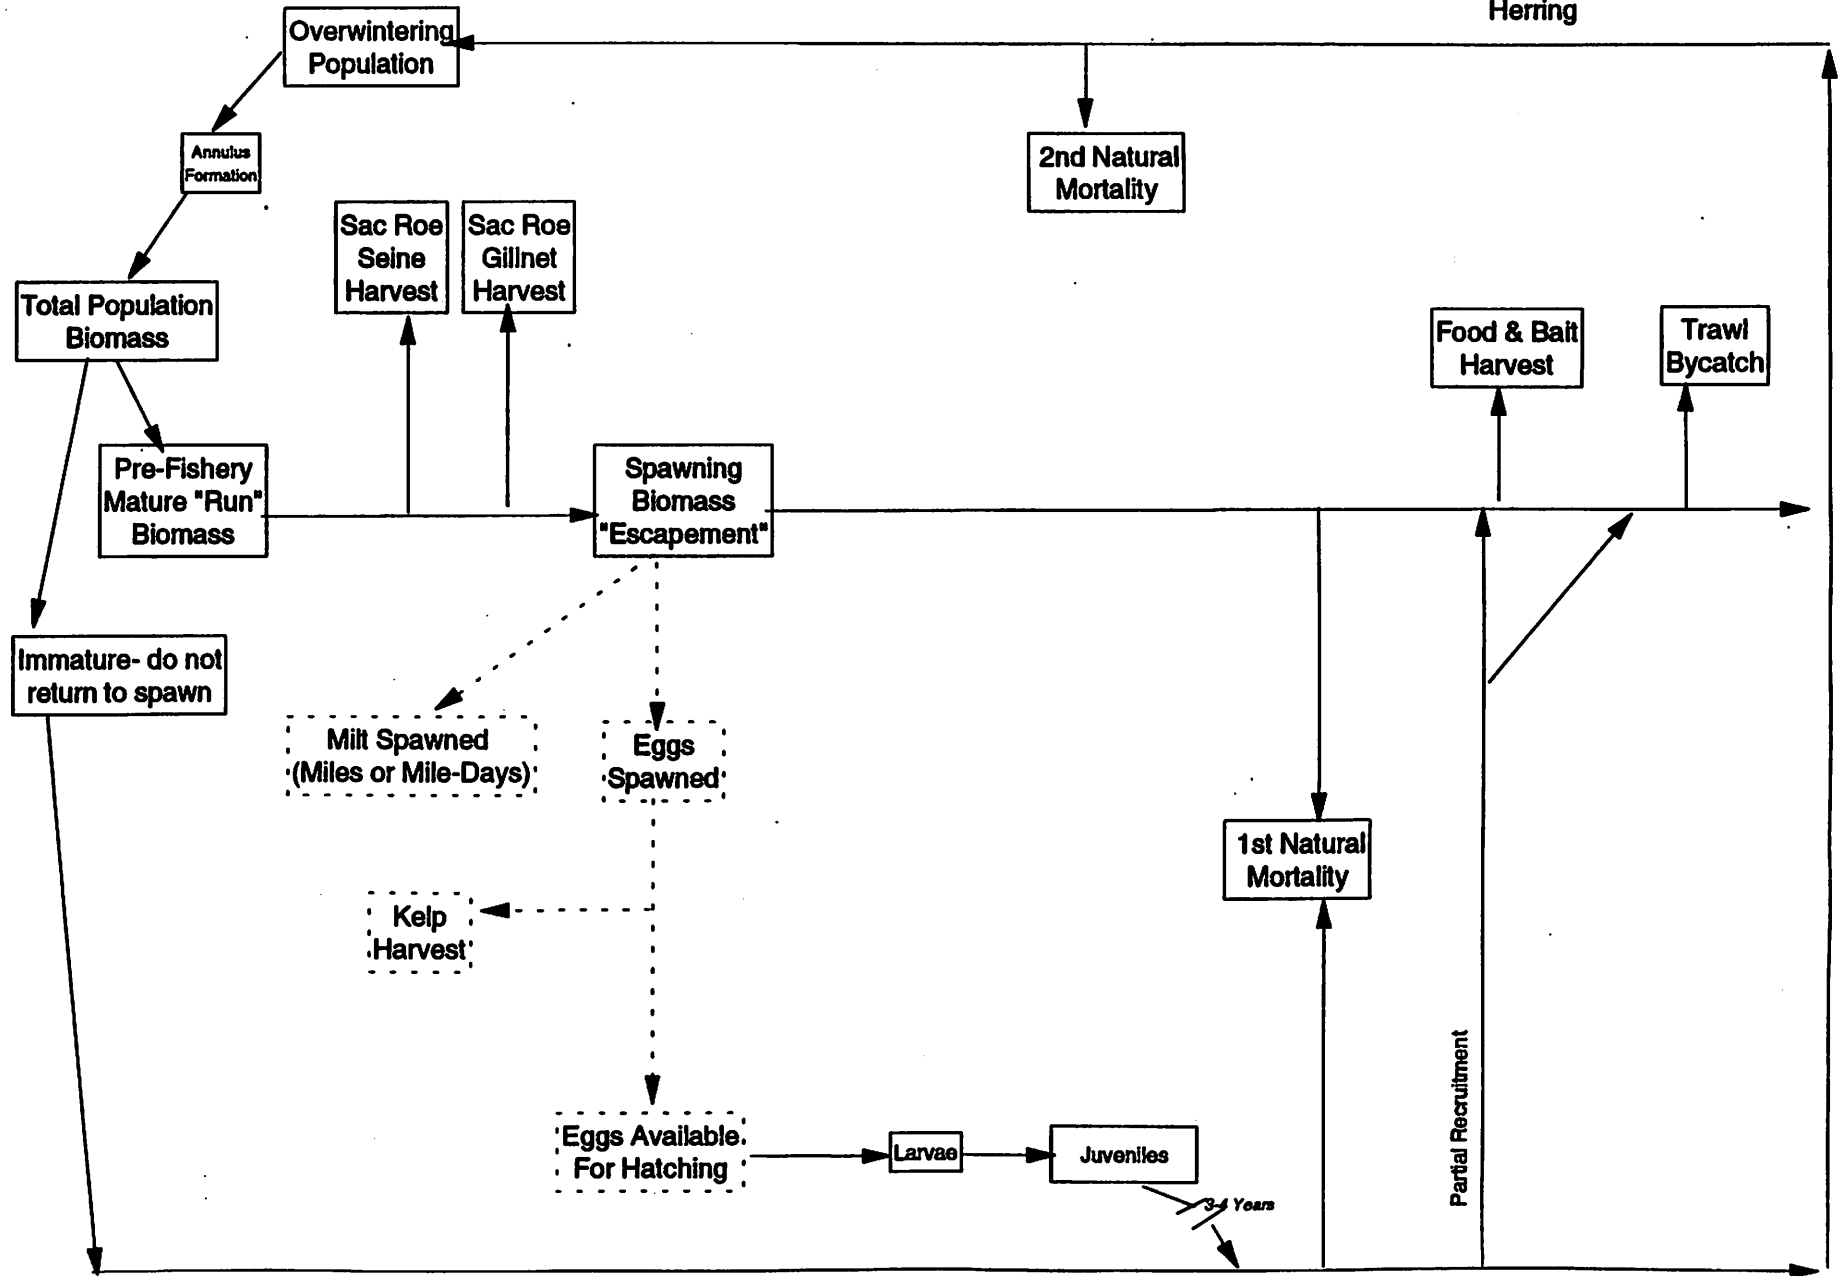 Herring
Overwintering
Population
Annulus
Formation
2nd Natural
Mortality
Sac Roe
Seine
Harvest
Sac Roe
Gillnet
Harvest
Total Population
Biomass
Food & Bait
Harvest
Trawl
Bycatch
Pre-Fishery
Mature "Run"
Biomass
Spawning
Biomass
"Escapement"
Immature- do not
return to spawn
Milt Spawned
(Miles or Mile-Days)
Eggs
Spawned
1st Natural
Mortality
Kelp
Harvest
Partial Recruitment
Eggs Available
For Hatching
Larvae
Juveniles
3-4 Years